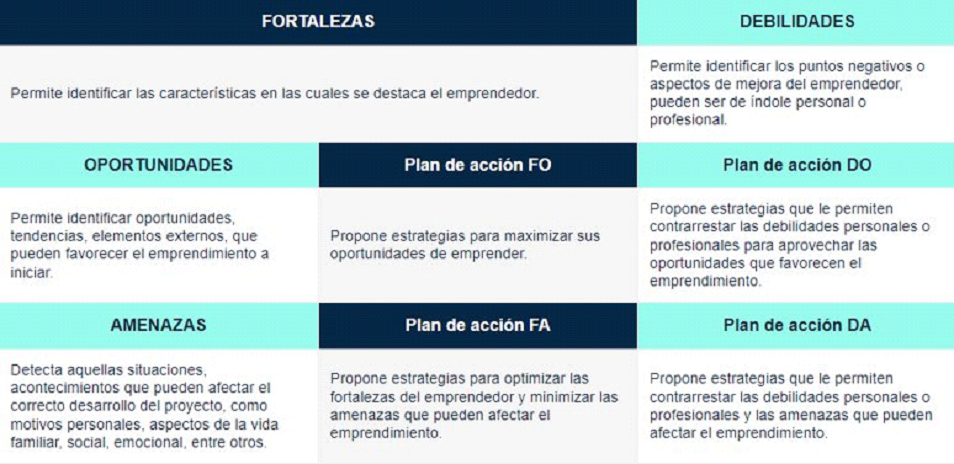 FORTALEZAS
DEBILIDADES
Permite identificar las características en las cuales se destaca el emprendedor.
Permite identificar los puntos negativos o
aspectos de mejora del emprendedor,
pueden ser de índole personal o
profesional.
OPORTUNIDADES
Plan de acción FO
Plan de acción DO
Permite identificar oportunidades,
tendencias, elementos externos, que
pueden favorecer el emprendimiento a
iniciar.
Propone estrategias para maximizar sus
oportunidades de emprender.
Propone estrategias que le permiten
contrarrestar las debilidades personales o
profesionales para aprovechar las
oportunidades que favorecen el
emprendimiento.
AMENAZAS
Plan de acción FA
Plan de acción DA
Detecta aquellas situaciones,
acontecimientos que pueden afectar el
correcto desarrollo del proyecto, como
motivos personales, aspectos de la vida
familiar, social, emocional, entre otros.
Propone estrategias para optimizar las
fortalezas del emprendedor y minimizar las
amenazas que pueden afectar el
emprendimiento.
Propone estrategias que le permiten
contrarrestar las debilidades personales o
profesionales y las amenazas que pueden
afectar el emprendimiento.